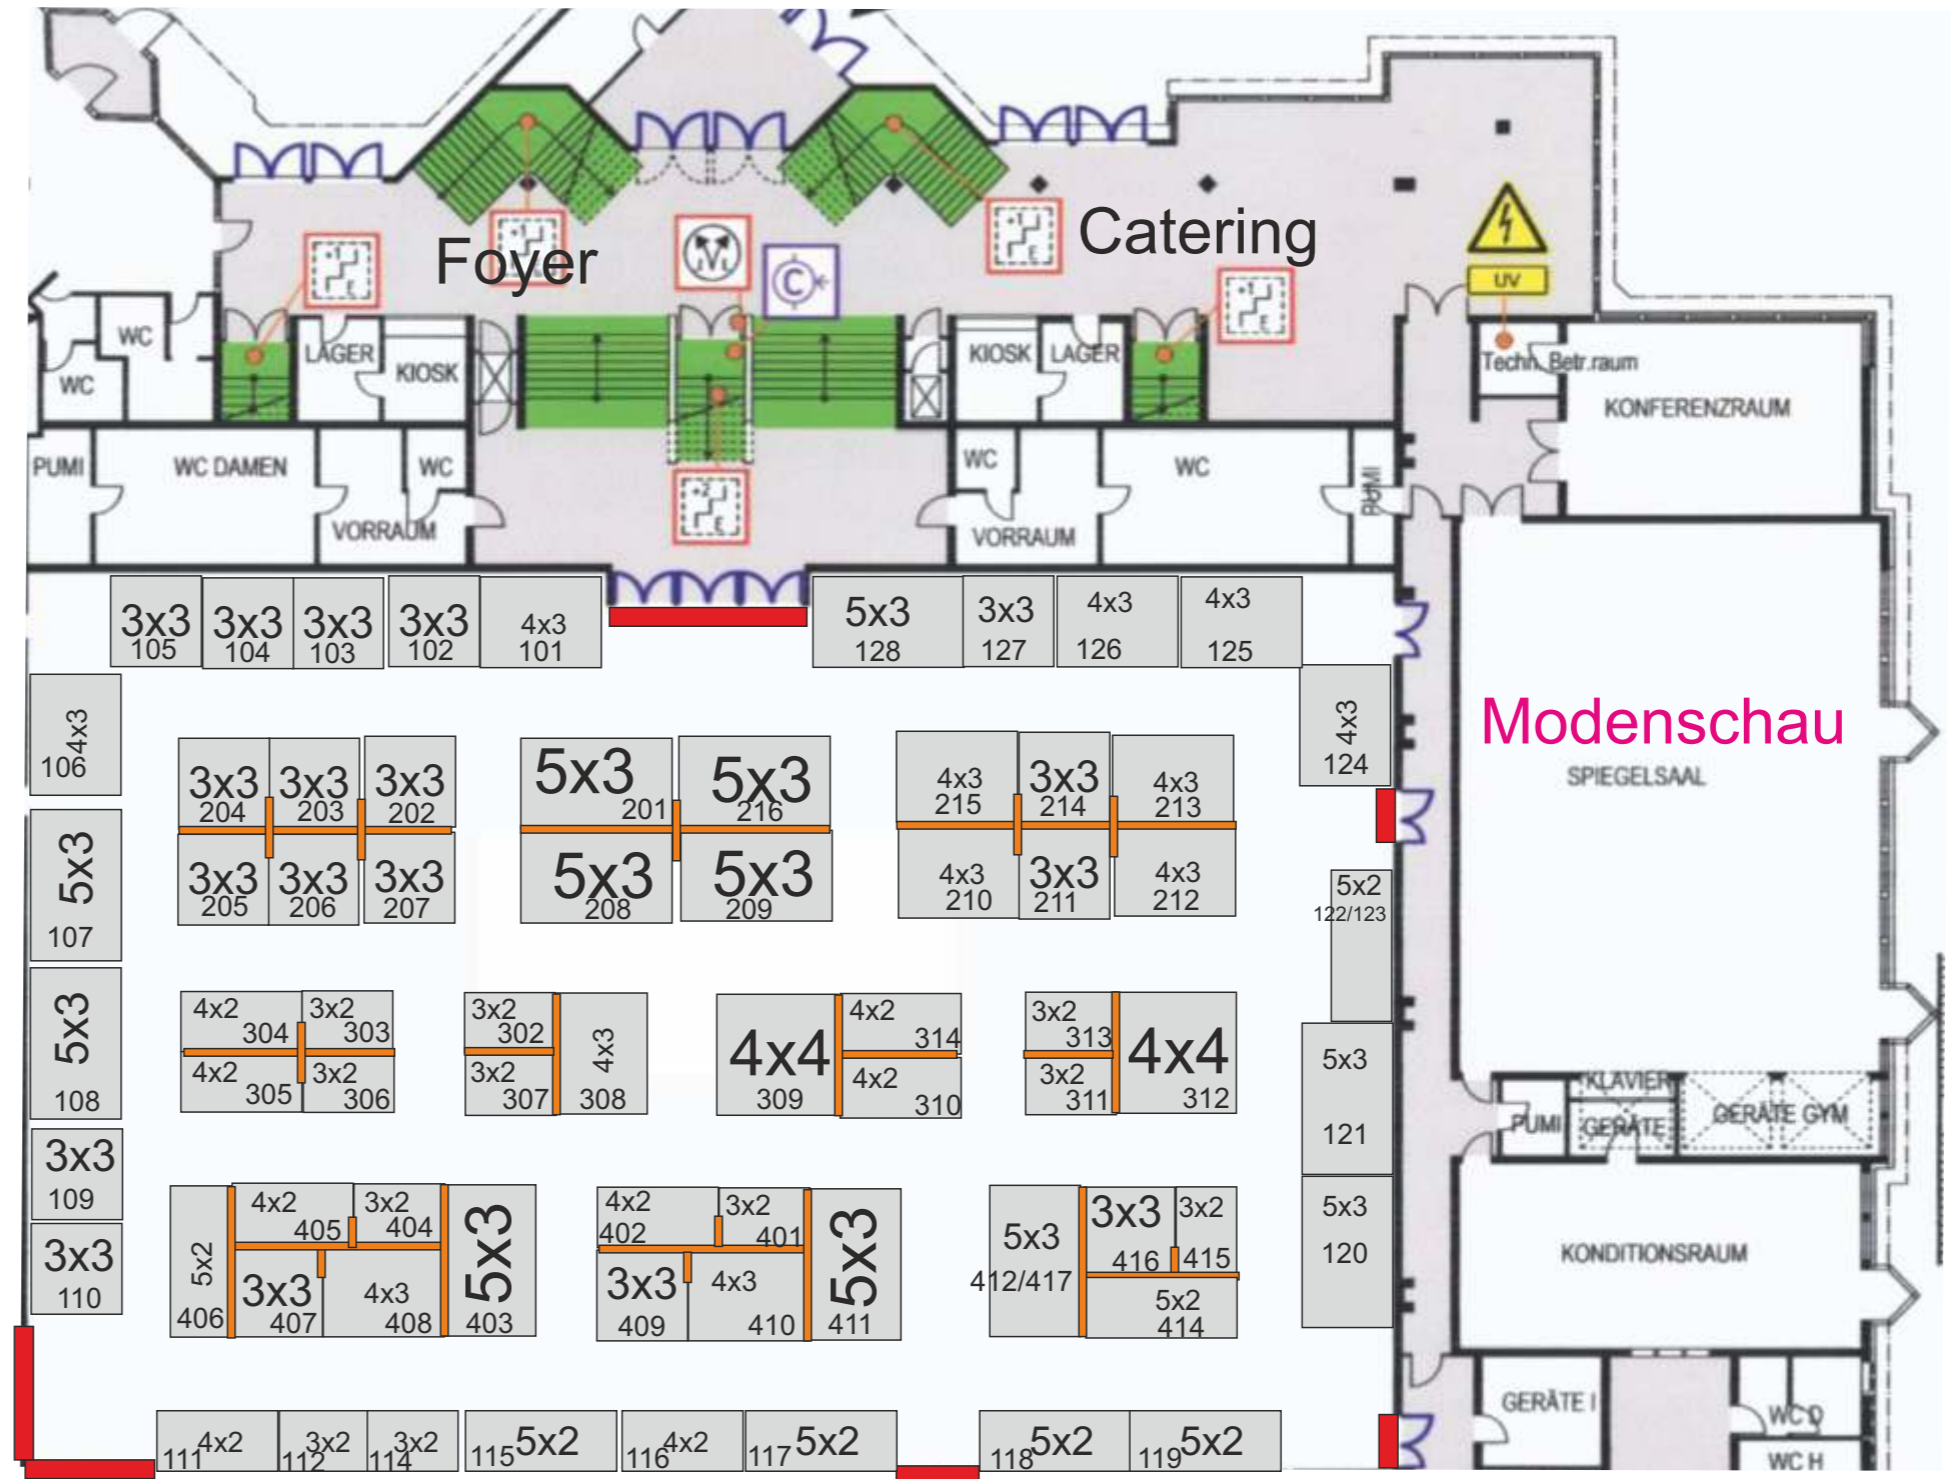 Foyer
Catering
+1
E
+1
E
+1
E
+1
E
C
UV
WC
WC
LAGER
KIOSK
KIOSK
LAGER
Techn. Betr.raum
KONFERENZRAUM
PUMI
WC DAMEN
WC
VORRAUM
+2
E
WC
VORRAUM
WC
PUMI
3x3
105
3x3
104
3x3
103
3x3
102
4x3
101
5x3
128
3x3
127
4x3
126
4x3
125
4x3
106
4x3
124
Modenschau
SPIEGELSAAL
3x3
204
3x3
203
3x3
202
5x3
201
5x3
216
4x3
215
3x3
214
4x3
213
5x3
107
3x3
205
3x3
206
3x3
207
5x3
208
5x3
209
4x3
210
3x3
211
4x3
212
5x2
122/123
5x3
108
4x2
304
3x2
303
4x2
305
3x2
306
3x2
302
3x2
307
4x3
308
4x4
309
4x2
314
4x2
310
3x2
313
3x2
311
4x4
312
5x3
121
KLAVIER
PUMI
GERÄTE
GERÄTE GYM
3x3
109
3x3
110
5x2
406
4x2
405
3x2
404
3x3
407
4x3
408
5x3
403
4x2
402
3x2
401
3x3
409
4x3
410
5x3
411
5x3
412/417
3x3
416
3x2
415
5x2
414
5x3
120
KONDITIONSRAUM
GERÄTE I
WC D
WC H
4x2
111
3x2
112
3x2
114
5x2
115
4x2
116
5x2
117
5x2
118
5x2
119